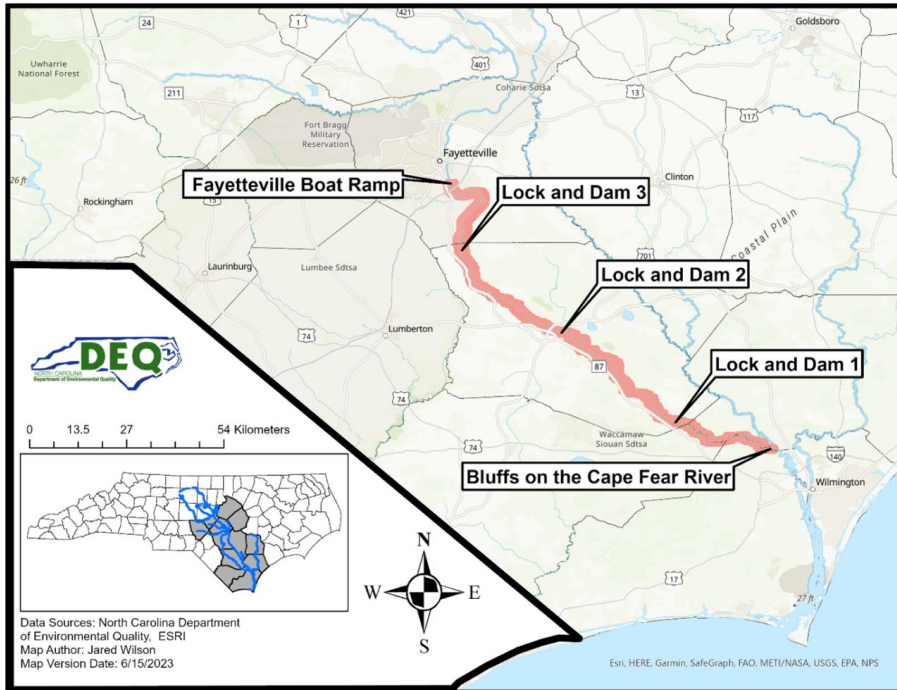 421
24
1
Goldsboro
Uwharrie
National Forest
401
Coharie Sdtsa
13
211
117
Fort Bragg
Military
Reservation
Fayetteville
26 ft
Fayetteville Boat Ramp
Clinton
Lock and Dam 3
15
Rockingham
Coastal Plain
701
Laurinburg
Lumbee Sdtsa
Lock and Dam 2
74
Lumberton
DEQ
NORTH CAROLINA
Department of Environmental Quality
87
Lock and Dam 1
74
0 13.5 27 54 Kilometers
Waccamaw
Siouan Sdtsa
74
140
Bluffs on the Cape Fear River
Wilmington
N
W E
S
17
27 ft
Data Sources: North Carolina Department
of Environmental Quality, ESRI
Map Author: Jared Wilson
Map Version Date: 6/15/2023
Esri, HERE, Garmin, SafeGraph, FAO, METI/NASA, USGS, EPA, NPS